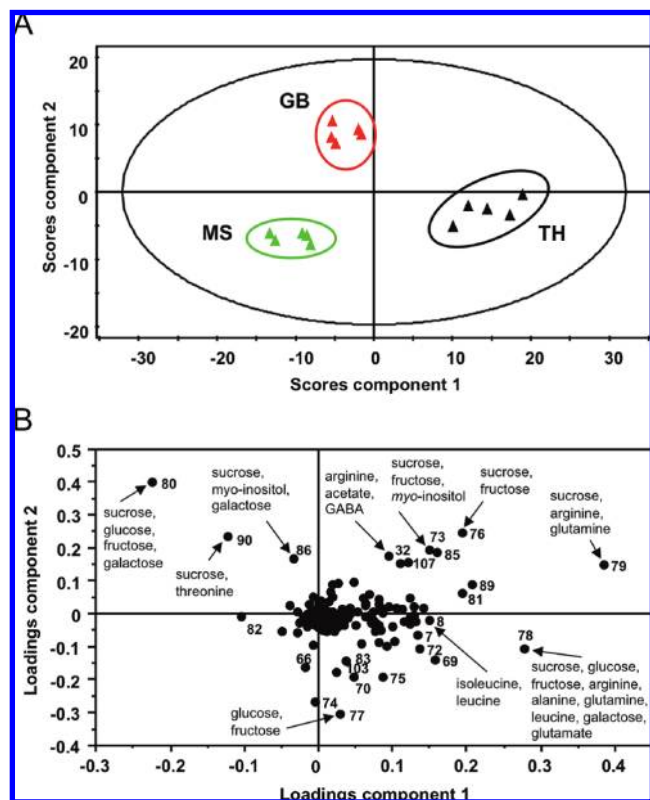 A
20
10
0
-10
-20
Scores component 2
GB
MS
TH
-30
-20
-10
0
10
20
30
Scores component 1
B
0.5
0.4
0.3
0.2
0.1
0
-0.1
-0.2
-0.3
-0.4
Loadings component 2
80
sucrose,
glucose,
fructose,
galactose
90
sucrose,
threonine
sucrose,
myo-inositol,
galactose
86
arginine,
acetate,
GABA
32
107
sucrose,
fructose,
myo-inositol
73
85
sucrose,
fructose
76
sucrose,
arginine,
glutamine
79
89
81
82
66
74
77
glucose,
fructose
83
103
70
75
8
7
72
69
isoleucine,
leucine
78
sucrose, glucose,
fructose, arginine,
alanine, glutamine,
leucine, galactose,
glutamate
-0.3
-0.2
-0.1
0
0.1
0.2
0.3
0.4
Loadings component 1